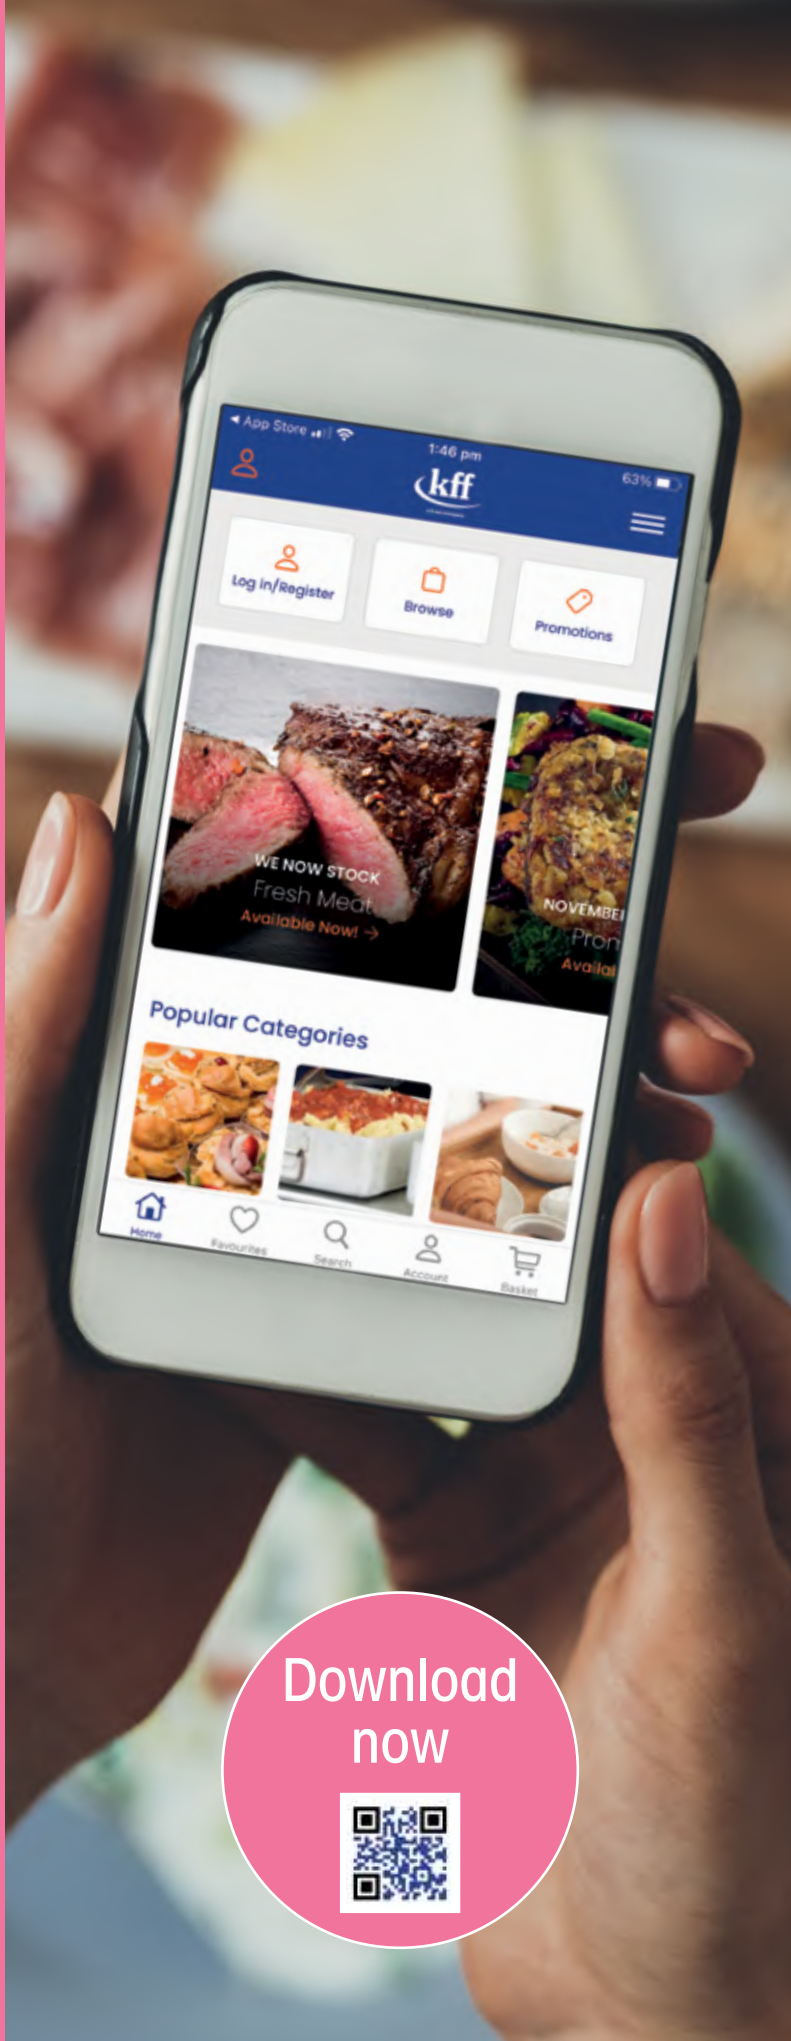 App Store
1:46 pm
63%
kff
Log in/Register
Browse
Promotions
WE NOW STOCK
Fresh Meat
Available Now! →
NOVEMBER
Popular Categories
Home
Favourites
Search
Account
Basket
Download
now